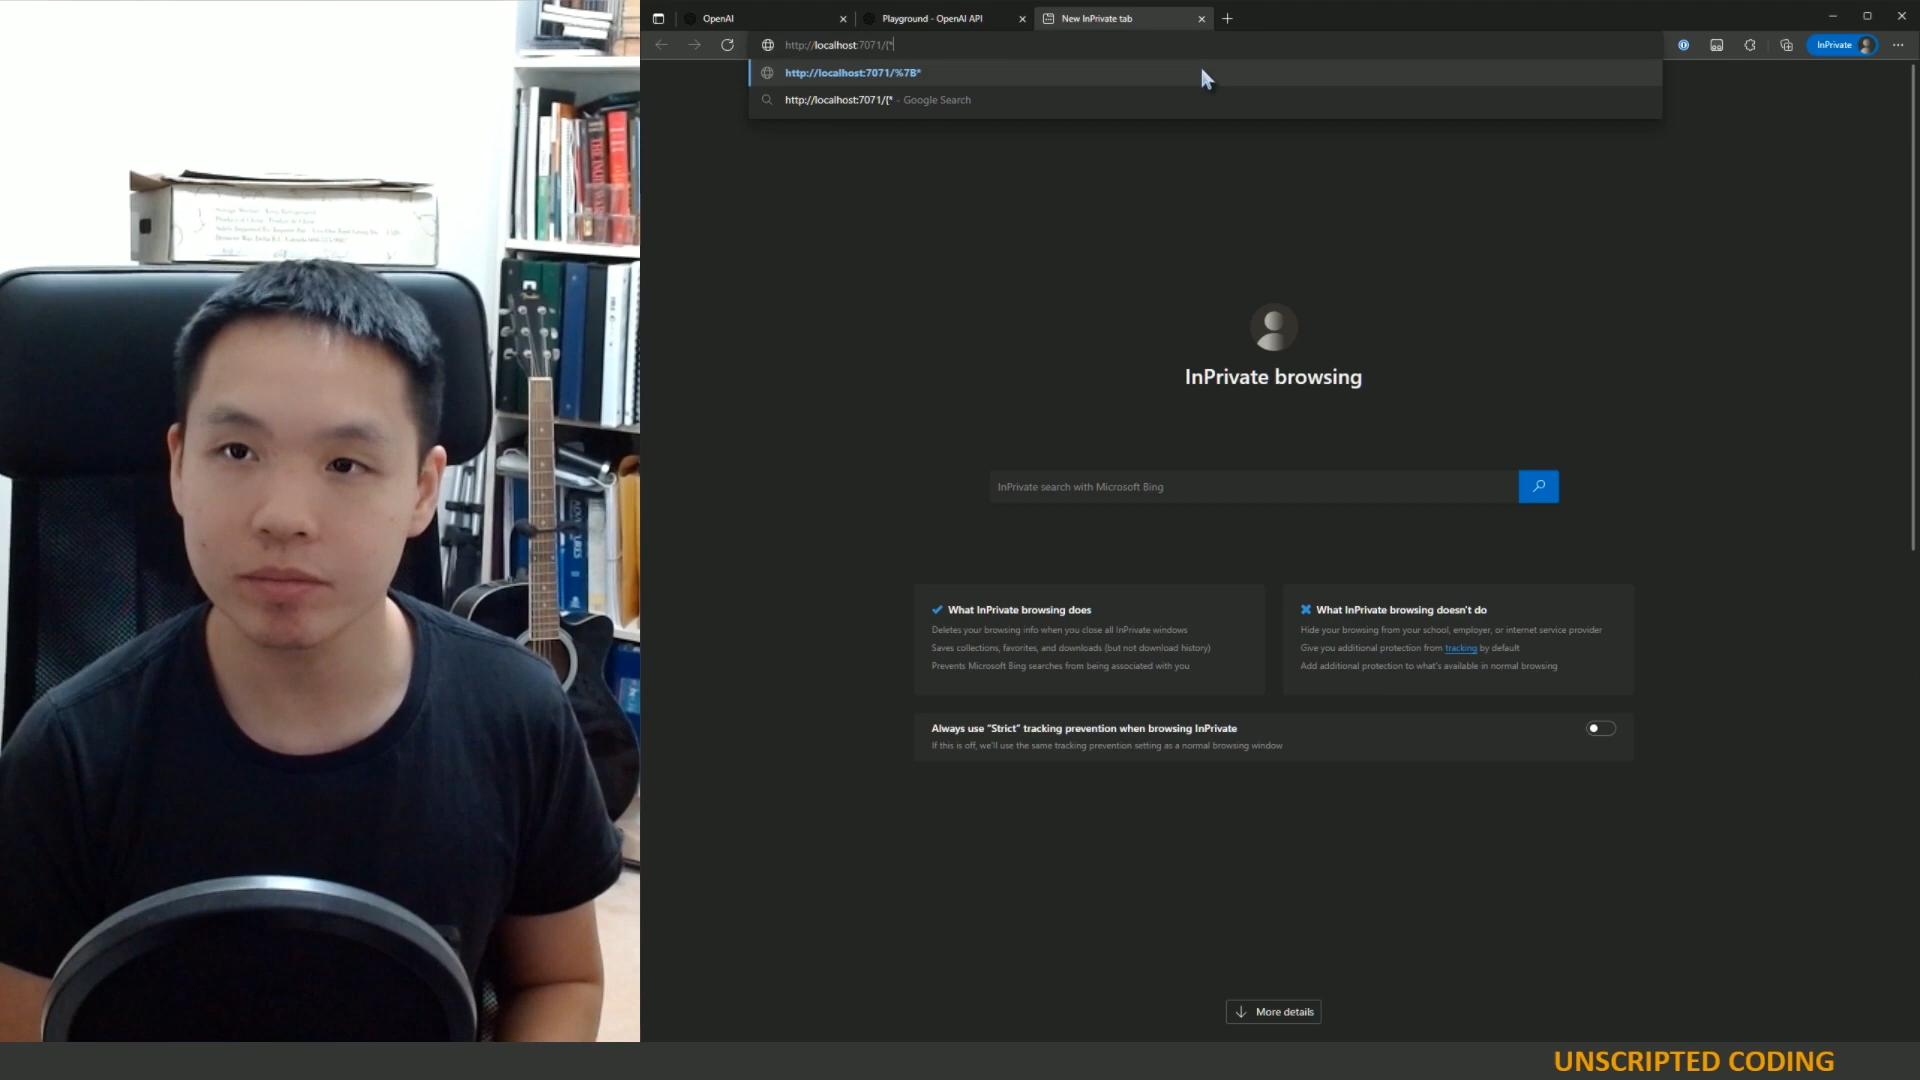 OpenAI
Playground - OpenAI API
New InPrivate tab
http://localhost:7071/{*
InPrivate
http://localhost:7071/%7B*
http://localhost:7071/{* - Google Search
InPrivate browsing
InPrivate search with Microsoft Bing
What InPrivate browsing does
Deletes your browsing info when you close all InPrivate windows
Saves collections, favorites, and downloads (but not download history)
Prevents Microsoft Bing searches from being associated with you
What InPrivate browsing doesn't do
Hide your browsing from your school, employer, or internet service provider
Give you additional protection from tracking by default
Add additional protection to what's available in normal browsing
Always use "Strict" tracking prevention when browsing InPrivate
If this is off, we'll use the same tracking prevention setting as a normal browsing window
More details
UNSCRIPTED CODING